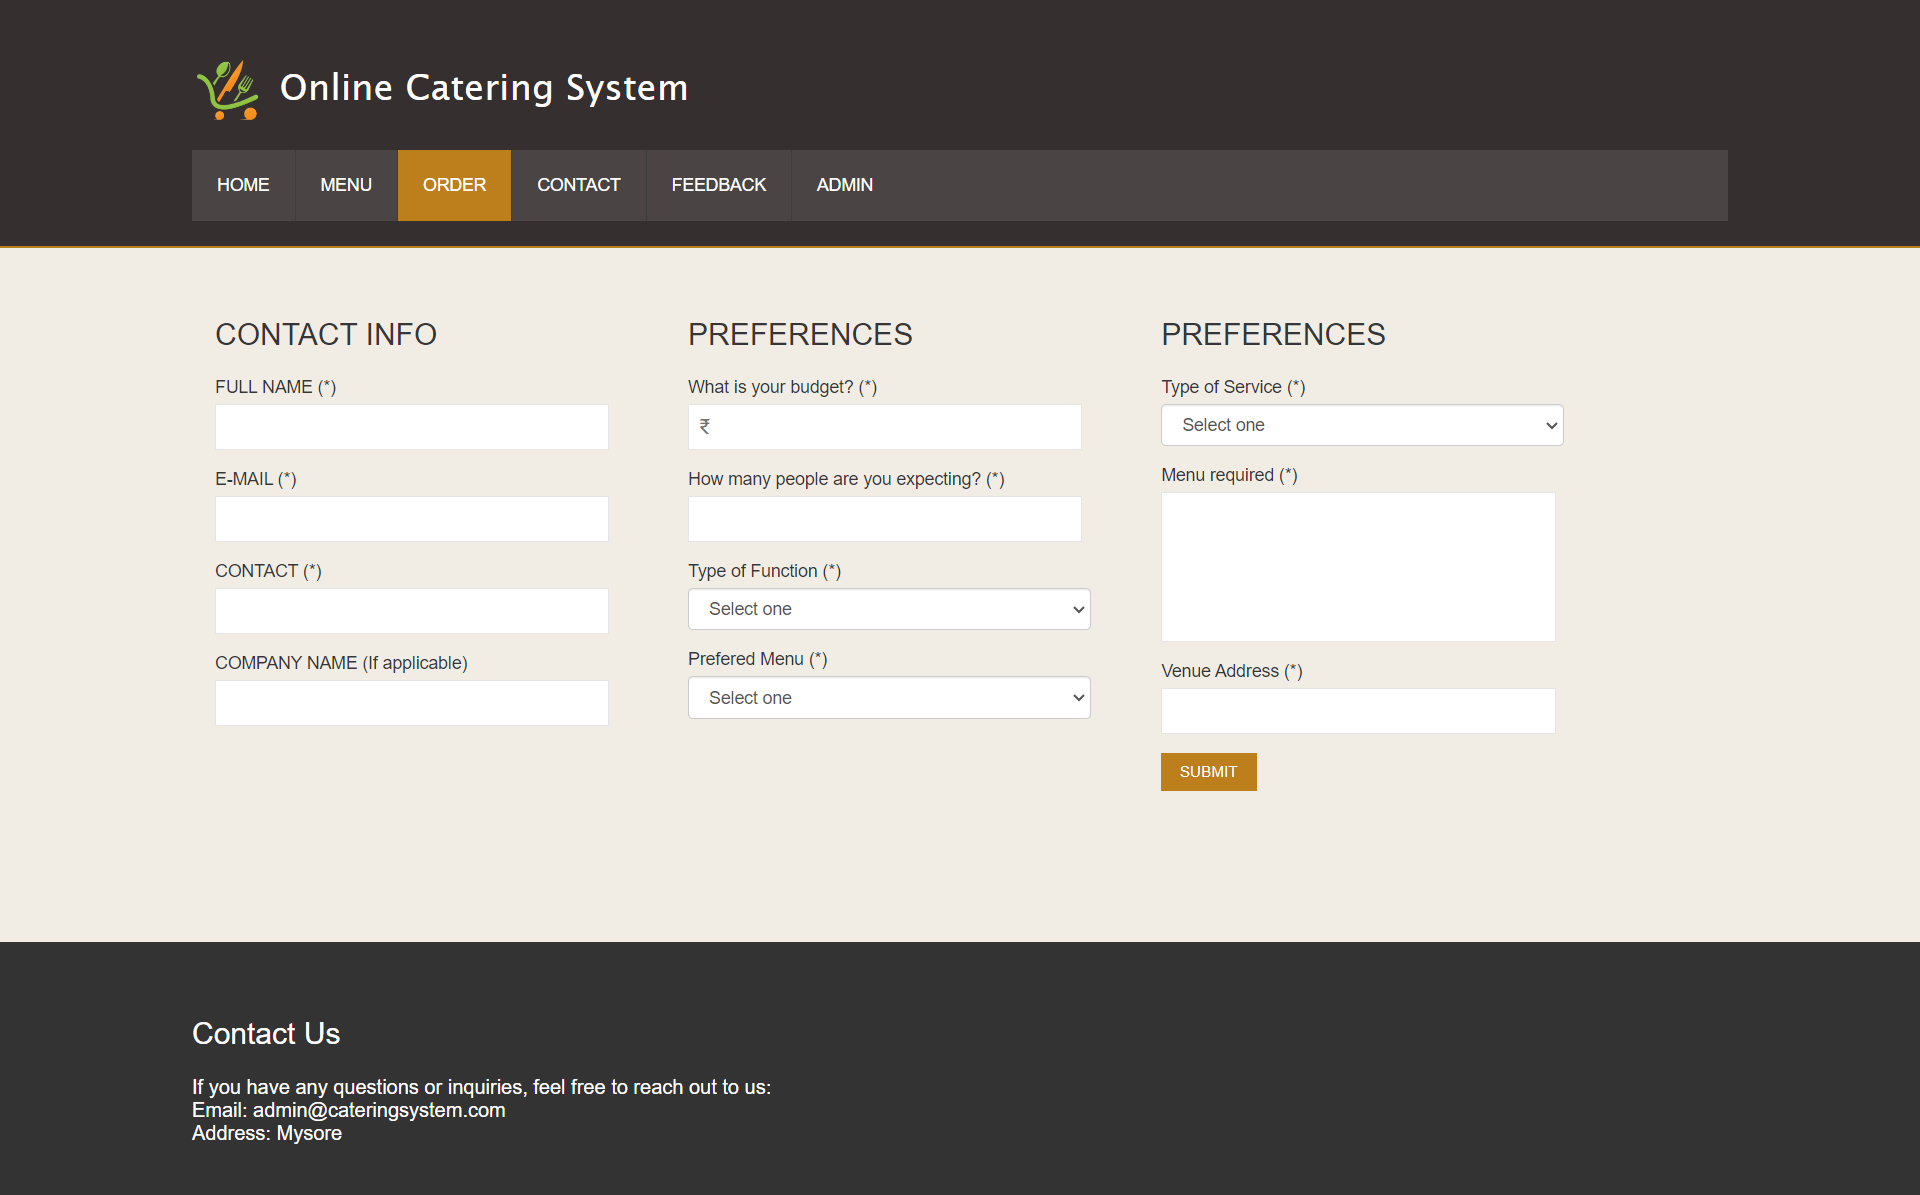 Online Catering System
HOME MENU ORDER CONTACT FEEDBACK ADMIN
CONTACT INFO
FULL NAME (*)
E-MAIL (*)
CONTACT (*)
COMPANY NAME (If applicable)
PREFERENCES
What is your budget? (*)
₹
How many people are you expecting? (*)
Type of Function (*)
Select one
Prefered Menu (*)
Select one
PREFERENCES
Type of Service (*)
Select one
Menu required (*)
Venue Address (*)
SUBMIT
Contact Us
If you have any questions or inquiries, feel free to reach out to us:
Email: admin@cateringsystem.com
Address: Mysore